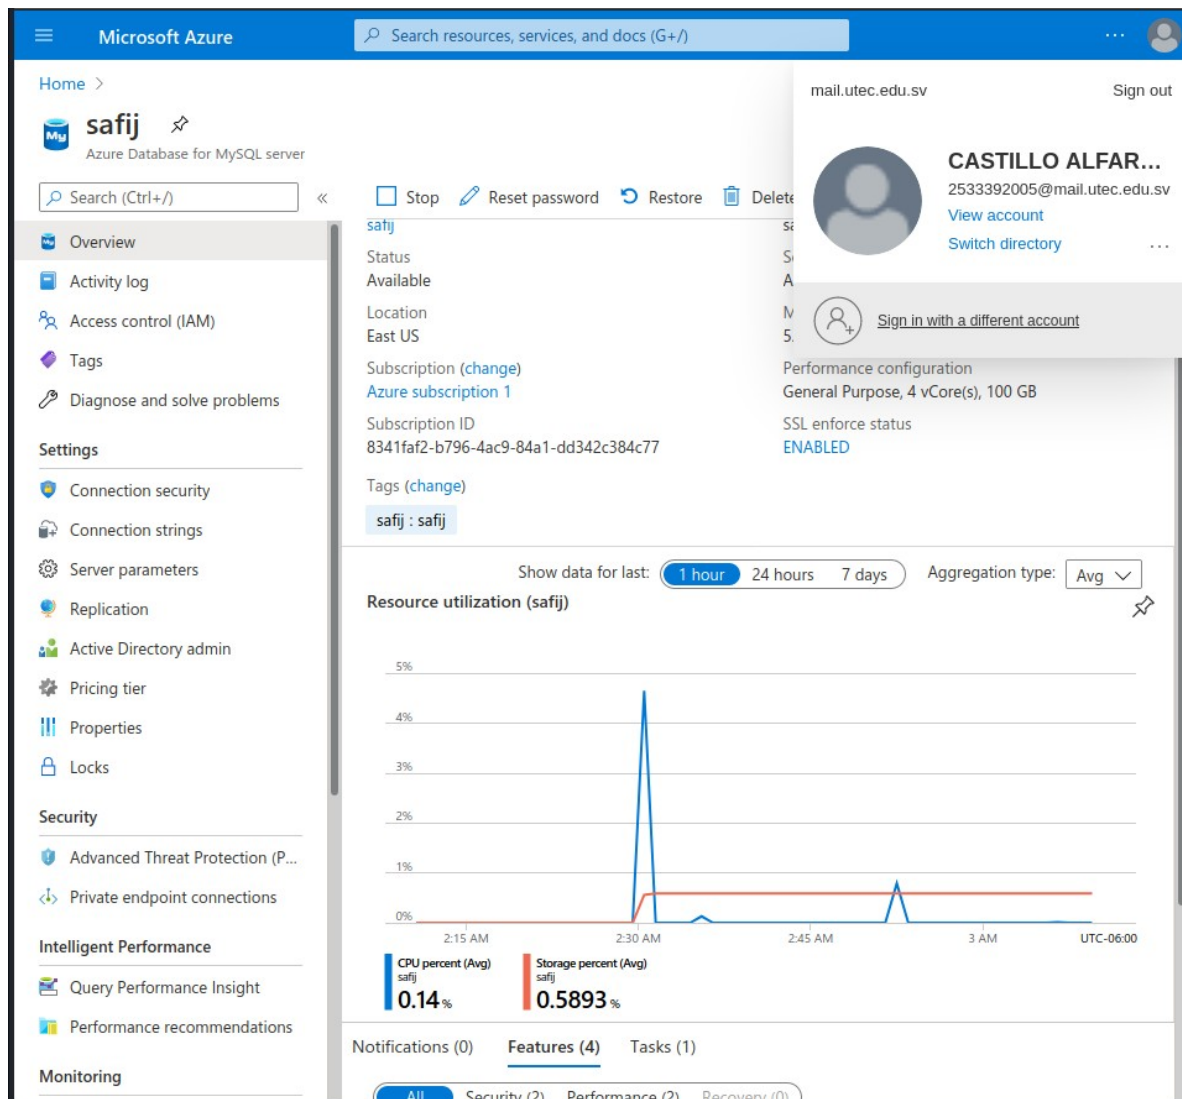 Microsoft Azure
Search resources, services, and docs (G+/)
...
Home >
safij
Azure Database for MySQL server
mail.utec.edu.sv
Sign out
CASTILLO ALFAR...
2533392005@mail.utec.edu.sv
View account
Switch directory
...
Sign in with a different account
Search (Ctrl+/)
«
Overview
Activity log
Access control (IAM)
Tags
Diagnose and solve problems
Settings
Connection security
Connection strings
Server parameters
Replication
Active Directory admin
Pricing tier
Properties
Locks
Security
Advanced Threat Protection (P...
Private endpoint connections
Intelligent Performance
Query Performance Insight
Performance recommendations
Monitoring
Stop Reset password Restore Delete
safij
Status
Available
Location
East US
Subscription (change)
Azure subscription 1
Subscription ID
8341faf2-b796-4ac9-84a1-dd342c384c77
Performance configuration
General Purpose, 4 vCore(s), 100 GB
SSL enforce status
ENABLED
Tags (change)
safij : safij
Show data for last: 1 hour 24 hours 7 days Aggregation type: Avg
Resource utilization (safij)
5%
4%
3%
2%
1%
0%
2:15 AM 2:30 AM 2:45 AM 3 AM UTC-06:00
CPU percent (Avg)
safij
0.14 %
Storage percent (Avg)
safij
0.5893 %
Notifications (0) Features (4) Tasks (1)
All Security (2) Performance (2) Recovery (0)